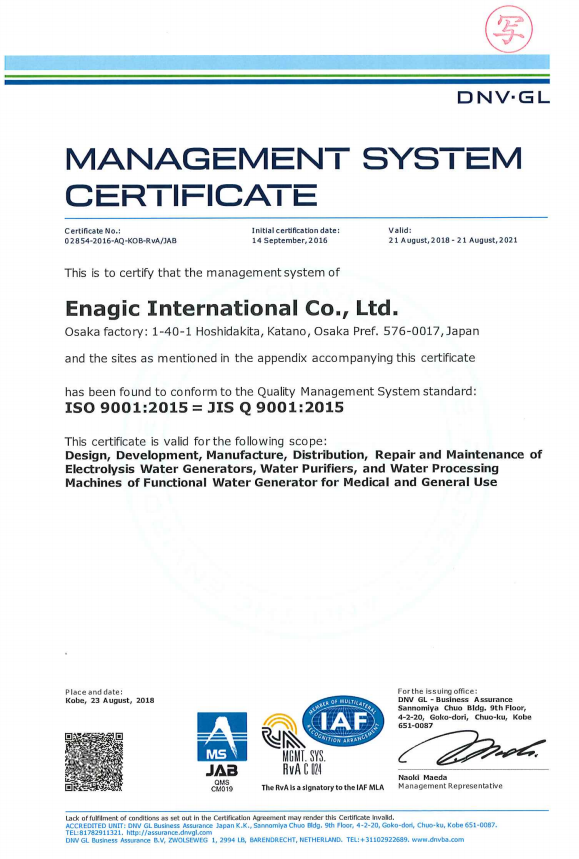 写
DNV·GL
MANAGEMENT SYSTEM
CERTIFICATE
Certificate No.:
02854-2016-AQ-KOB-RvA/JAB
Initial certification date:
14 September, 2016
Valid:
21 August, 2018 - 21 August, 2021
This is to certify that the management system of
Enagic International Co., Ltd.
Osaka factory: 1-40-1 Hoshidakita, Katano, Osaka Pref. 576-0017, Japan
and the sites as mentioned in the appendix accompanying this certificate
has been found to conform to the Quality Management System standard:
ISO 9001:2015 = JIS Q 9001:2015
This certificate is valid for the following scope:
Design, Development, Manufacture, Distribution, Repair and Maintenance of
Electrolysis Water Generators, Water Purifiers, and Water Processing
Machines of Functional Water Generator for Medical and General Use
Place and date:
Kobe, 23 August, 2018
MS
JAB
QMS
CM019
RvA
MGMT. SYS.
RvA C 024
MEMBER OF MULTILATERAL
IAF
RECOGNITION ARRANGEMENT
The RvA is a signatory to the IAF MLA
For the issuing office:
DNV GL - Business Assurance
Sannomiya Chuo Bldg. 9th Floor,
4-2-20, Goko-dori, Chuo-ku, Kobe
651-0087
Naoki Maeda
Management Representative
Lack of fulfilment of conditions as set out in the Certification Agreement may render this Certificate invalid.
ACCREDITED UNIT: DNV GL Business Assurance Japan K.K., Sannomiya Chuo Bldg. 9th Floor, 4-2-20, Goko-dori, Chuo-ku, Kobe 651-0087.
TEL:81782911321. http://assurance.dnvgl.com
DNV GL Business Assurance B.V, ZWOLSEWEG 1, 2994 LB, BARENDRECHT, NETHERLAND. TEL:+31102922689. www.dnvba.com